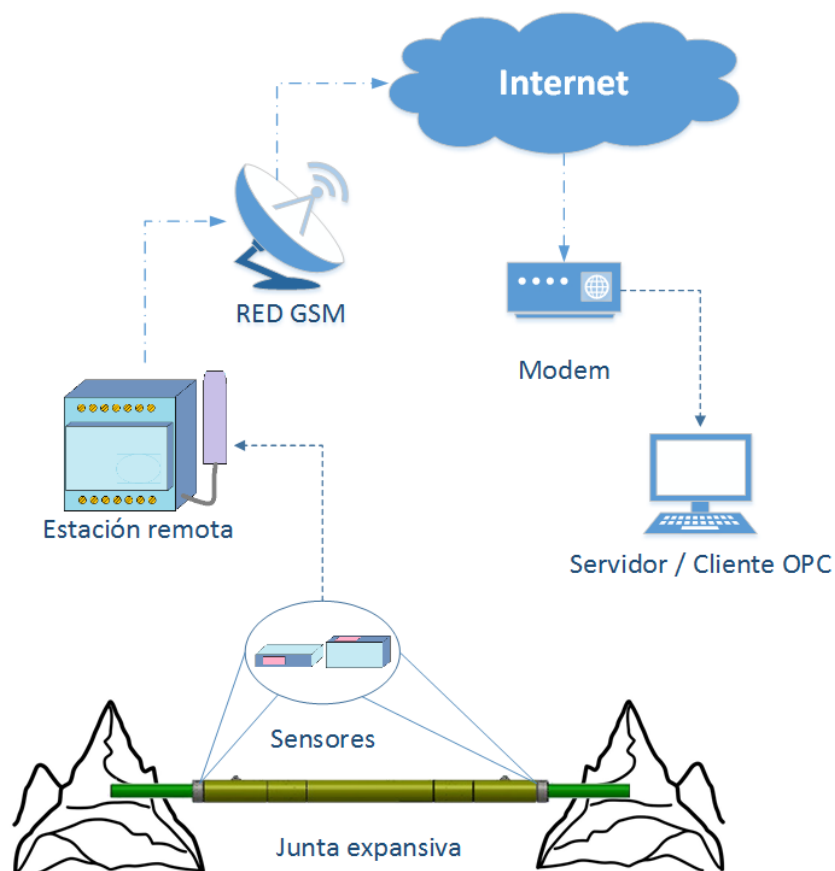 Internet
RED GSM
Modem
Estación remota
Servidor / Cliente OPC
Sensores
Junta expansiva